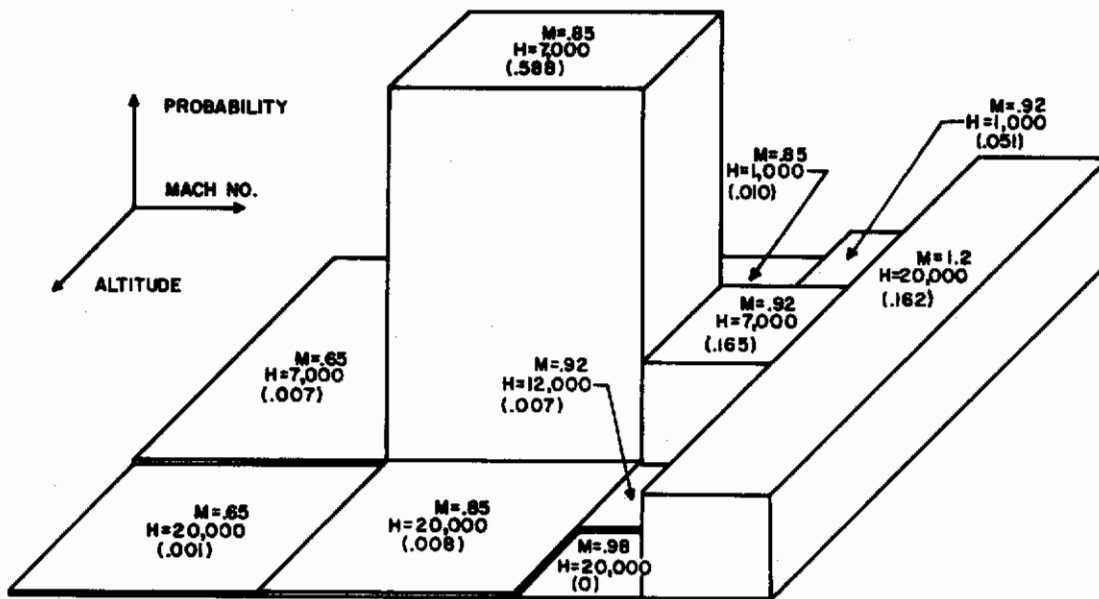 M=.85
H=7,000
(.588)
PROBABILITY
MACH NO.
ALTITUDE
M=.92
H=1,000
(.051)
M=.85
H=1,000
(.010)
M=1.2
H=20,000
(.162)
M=.92
H=7,000
(.165)
M=.65
H=7,000
(.007)
M=.92
H=12,000
(.007)
M=.65
H=20,000
(.001)
M=.85
H=20,000
(.008)
M=.98
H=20,000
(0)